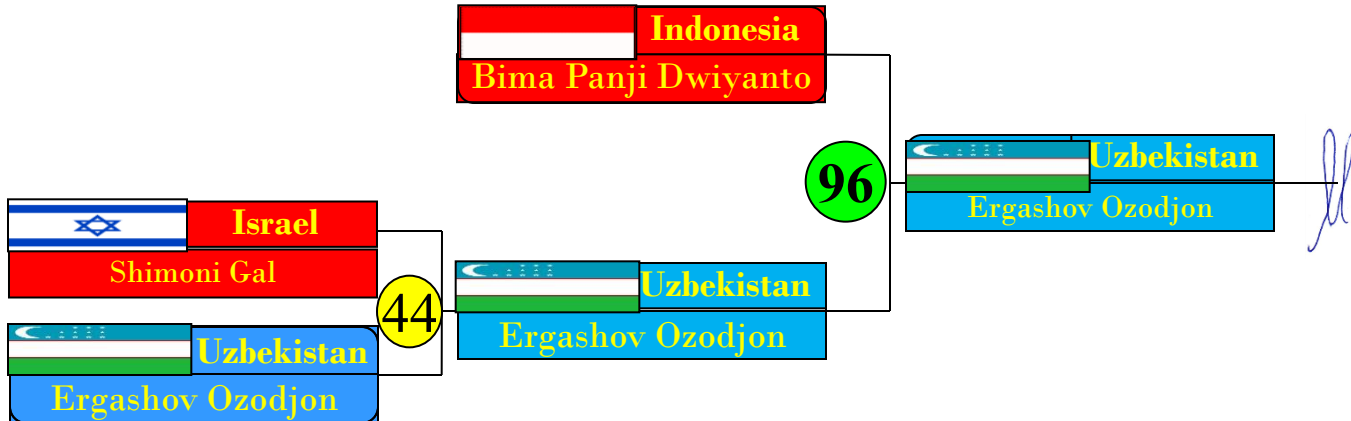 Indonesia
Bima Panji Dwiyanto
96
Uzbekistan
Ergashov Ozodjon
Israel
Shimoni Gal
44
Uzbekistan
Ergashov Ozodjon
Uzbekistan
Ergashov Ozodjon